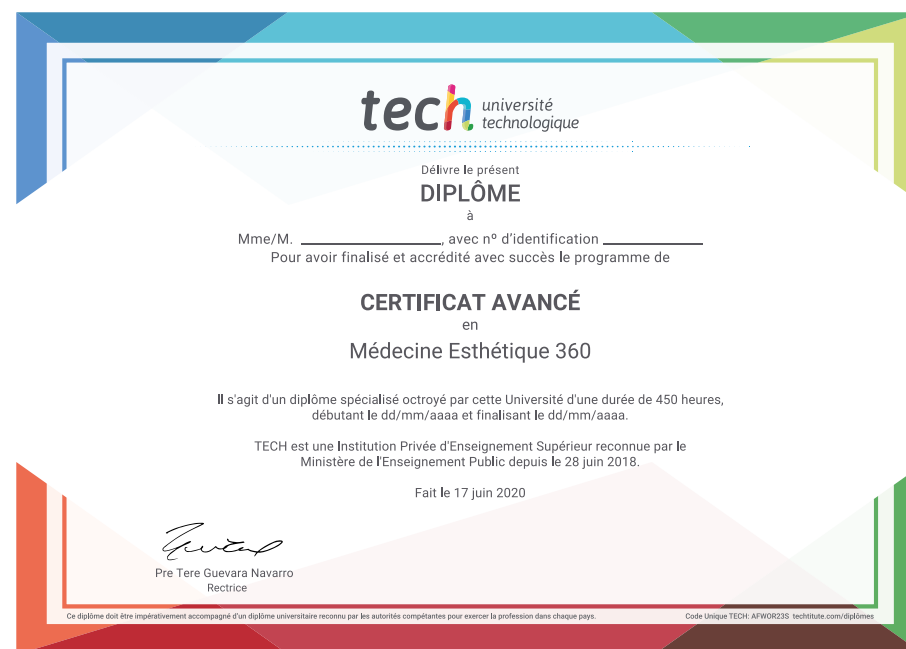 tech université
technologique
Délivre le présent
DIPLÔME
à
Mme/M. ____________________, avec nº d'identification ______________
Pour avoir finalisé et accrédité avec succès le programme de
CERTIFICAT AVANCÉ
en
Médecine Esthétique 360
Il s'agit d'un diplôme spécialisé octroyé par cette Université d'une durée de 450 heures,
débutant le dd/mm/aaaa et finalisant le dd/mm/aaaa.
TECH est une Institution Privée d'Enseignement Supérieur reconnue par le
Ministère de l'Enseignement Public depuis le 28 juin 2018.
Fait le 17 juin 2020
Pre Tere Guevara Navarro
Rectrice
Ce diplôme doit être impérativement accompagné d'un diplôme universitaire reconnu par les autorités compétantes pour exercer la profession dans chaque pays.
Code Unique TECH: AFWOR23S techtitute.com/diplômes